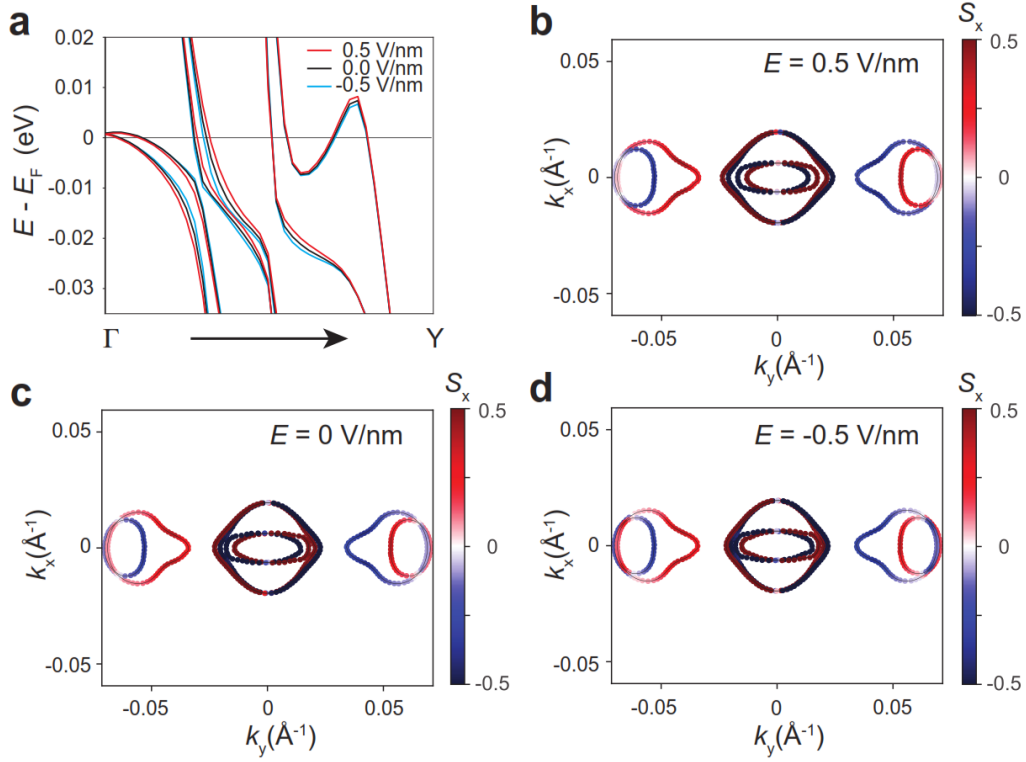 a
0.02
0.01
0
-0.01
-0.02
-0.03
E - E_F (eV)
0.5 V/nm
0.0 V/nm
-0.5 V/nm
Γ
Y
b
S_x
E = 0.5 V/nm
0.05
0
-0.05
k_x(Å⁻¹)
-0.05
0
0.05
k_y(Å⁻¹)
0.5
0
-0.5
c
S_x
E = 0 V/nm
0.05
0
-0.05
k_x(Å⁻¹)
-0.05
0
0.05
k_y(Å⁻¹)
0.5
0
-0.5
d
S_x
E = -0.5 V/nm
0.05
0
-0.05
k_x(Å⁻¹)
-0.05
0
0.05
k_y(Å⁻¹)
0.5
0
-0.5